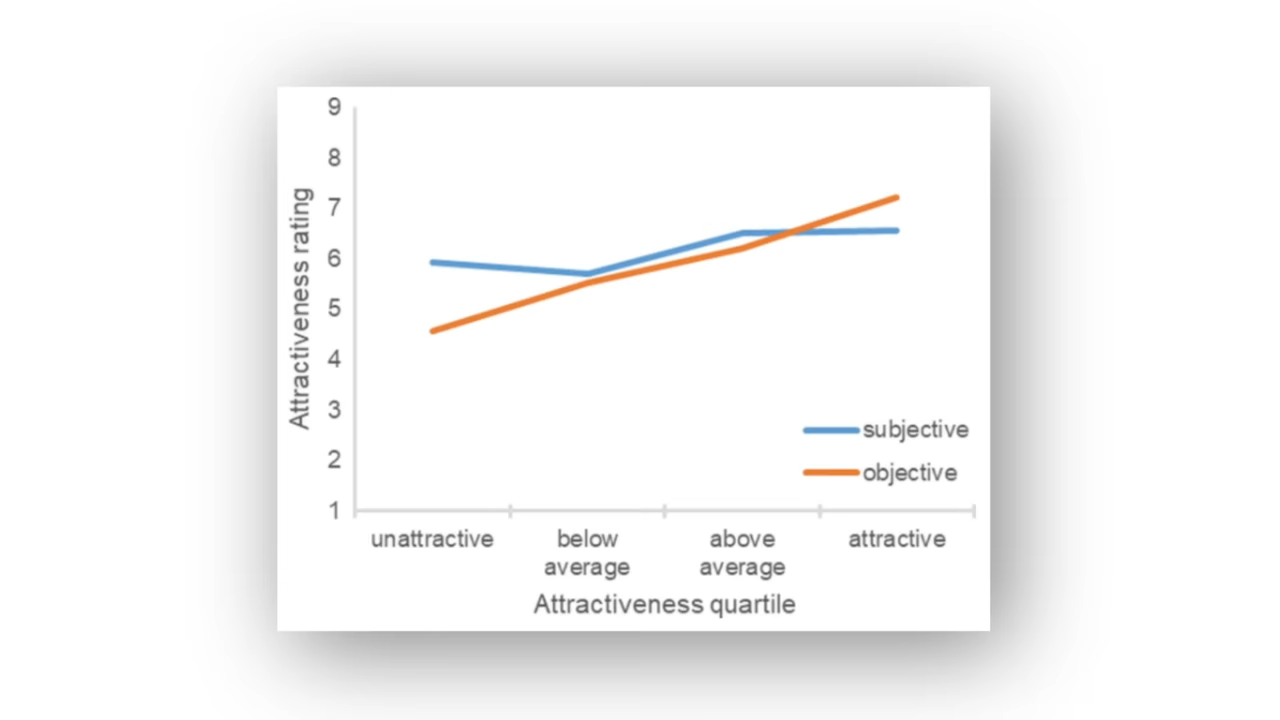 9
8
7
6
5
4
3
2
1
Attractiveness rating
subjective
objective
unattractive
below
average
above
average
attractive
Attractiveness quartile